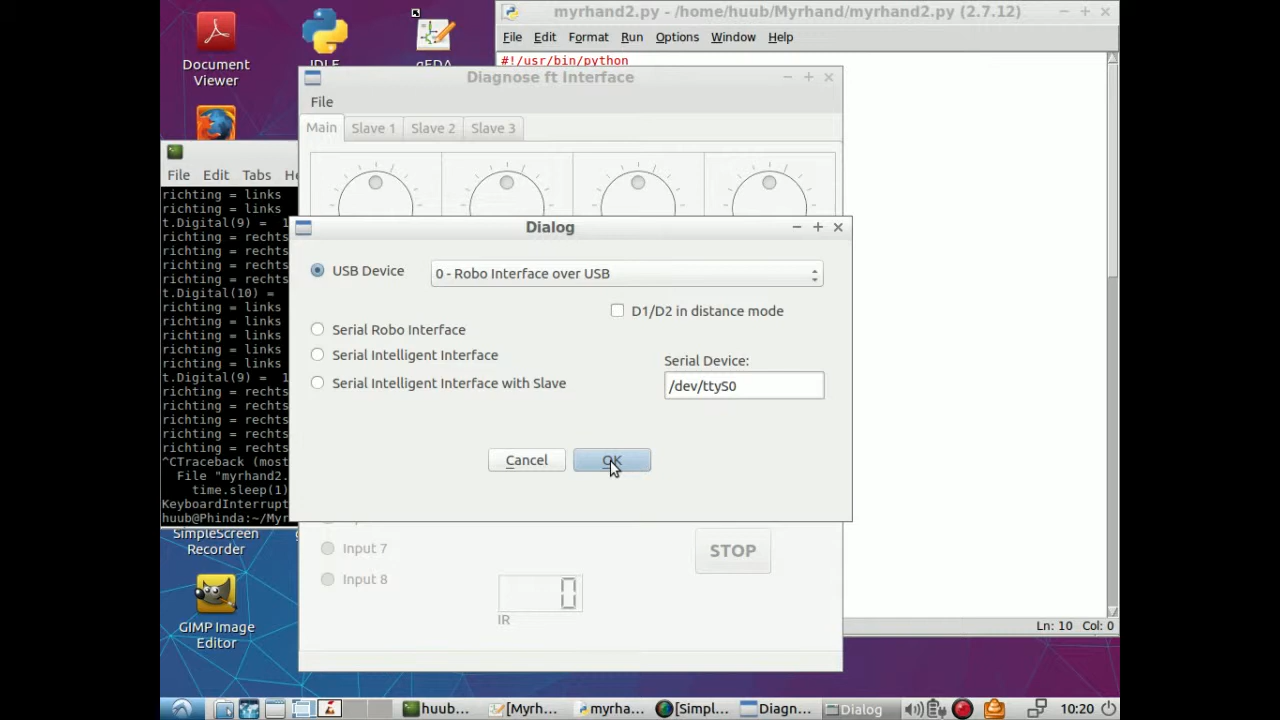 myrhand2.py - /home/huub/Myrhand/myrhand2.py (2.7.12)
File Edit Format Run Options Window Help
#!/usr/bin/python
Document
Viewer
IDLE
gEDA
Diagnose ft Interface
File
Main Slave 1 Slave 2 Slave 3
File Edit Tabs
richting = links
richting = links
t.Digital(9) = 1
richting = rechts
richting = rechts
richting = rechts
richting = rechts
t.Digital(10) =
richting = links
richting = links
richting = links
richting = links
richting = links
t.Digital(9) = 1
richting = rechts
richting = rechts
richting = rechts
richting = rechts
richting = rechts
^CTraceback (most
File "myrhand2.
time.sleep(1)
KeyboardInterrupt
huub@Phinda:~/Myr
Dialog
USB Device
0 - Robo Interface over USB
D1/D2 in distance mode
Serial Robo Interface
Serial Intelligent Interface
Serial Intelligent Interface with Slave
Serial Device:
/dev/ttyS0
Cancel
OK
Input 7
Input 8
STOP
0
IR
SimpleScreen
Recorder
GIMP Image
Editor
Ln: 10 Col: 0
huub... [Myrh... myrha... [Simpl... Diagn... Dialog 10:20